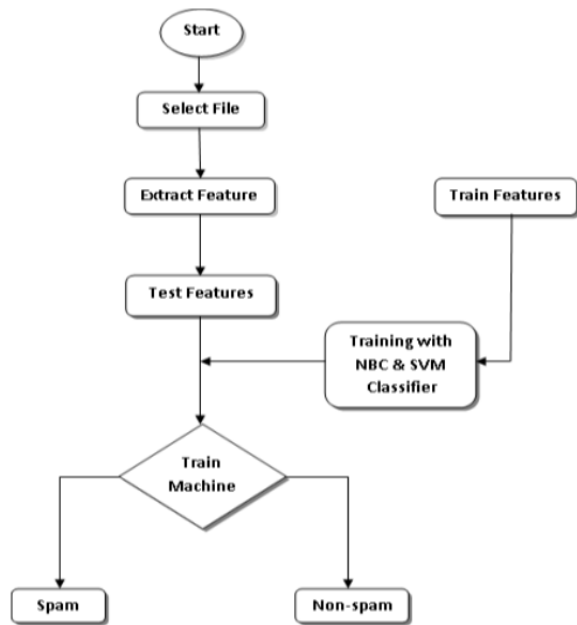 Start
Select File
Extract Feature
Train Features
Test Features
Training with
NBC & SVM
Classifier
Train
Machine
Spam
Non-spam